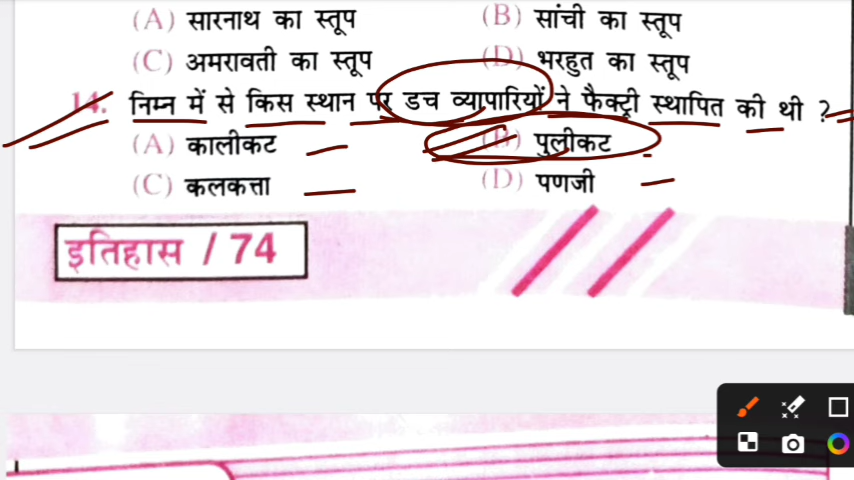 (A) सारनाथ का स्तूप (B) सांची का स्तूप
(C) अमरावती का स्तूप (D) भरहुत का स्तूप
14. निम्न में से किस स्थान पर डच व्यापारियों ने फैक्ट्री स्थापित की थी ?
(A) कालीकट (B) पुलीकट
(C) कलकत्ता (D) पणजी
इतिहास / 74